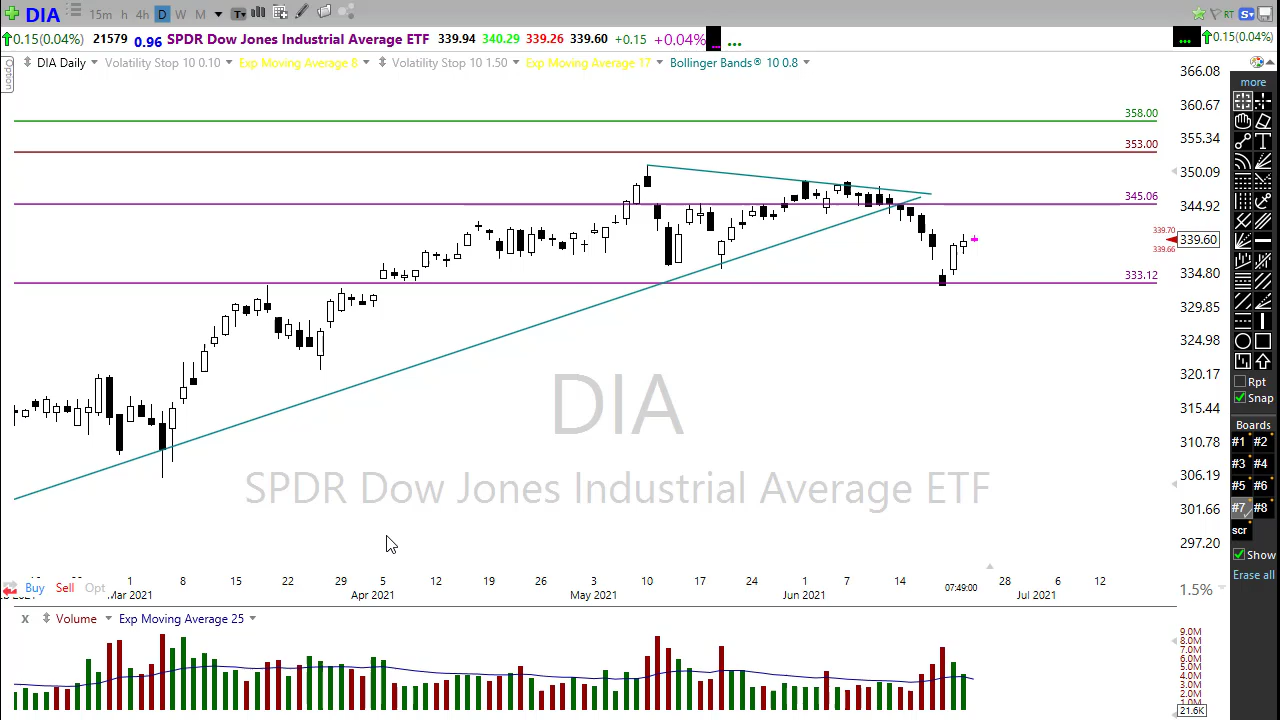 DIA
15m h 4h D W M
RT
S
0.15(0.04%) 21579 0.96 SPDR Dow Jones Industrial Average ETF 339.94 340.29 339.26 339.60 +0.15 +0.04% ... ... ... 0.15(0.04%)
Option
DIA Daily Volatility Stop 10 0.10 Exp Moving Average 8 Volatility Stop 10 1.50 Exp Moving Average 17 Bollinger Bands® 10 0.8
366.08
360.67
355.34
350.09
344.92
339.60
334.80
329.85
324.98
320.17
315.44
310.78
306.19
301.66
297.20
358.00
353.00
345.06
339.70
339.66
333.12
DIA
SPDR Dow Jones Industrial Average ETF
1 8 15 22 29 5 12 19 26 3 10 17 24 1 7 14 28 6 12
Mar 2021 Apr 2021 May 2021 Jun 2021 07:49:00 Jul 2021
Buy Sell Opt
1.5%
X Volume Exp Moving Average 25
9.0M
8.0M
7.0M
6.0M
5.0M
4.0M
3.0M
2.0M
1.0M
21.6K
more
T
Rpt
Snap
Boards
#1 #2
#3 #4
#5 #6
#7 #8
scr
Show
Erase all